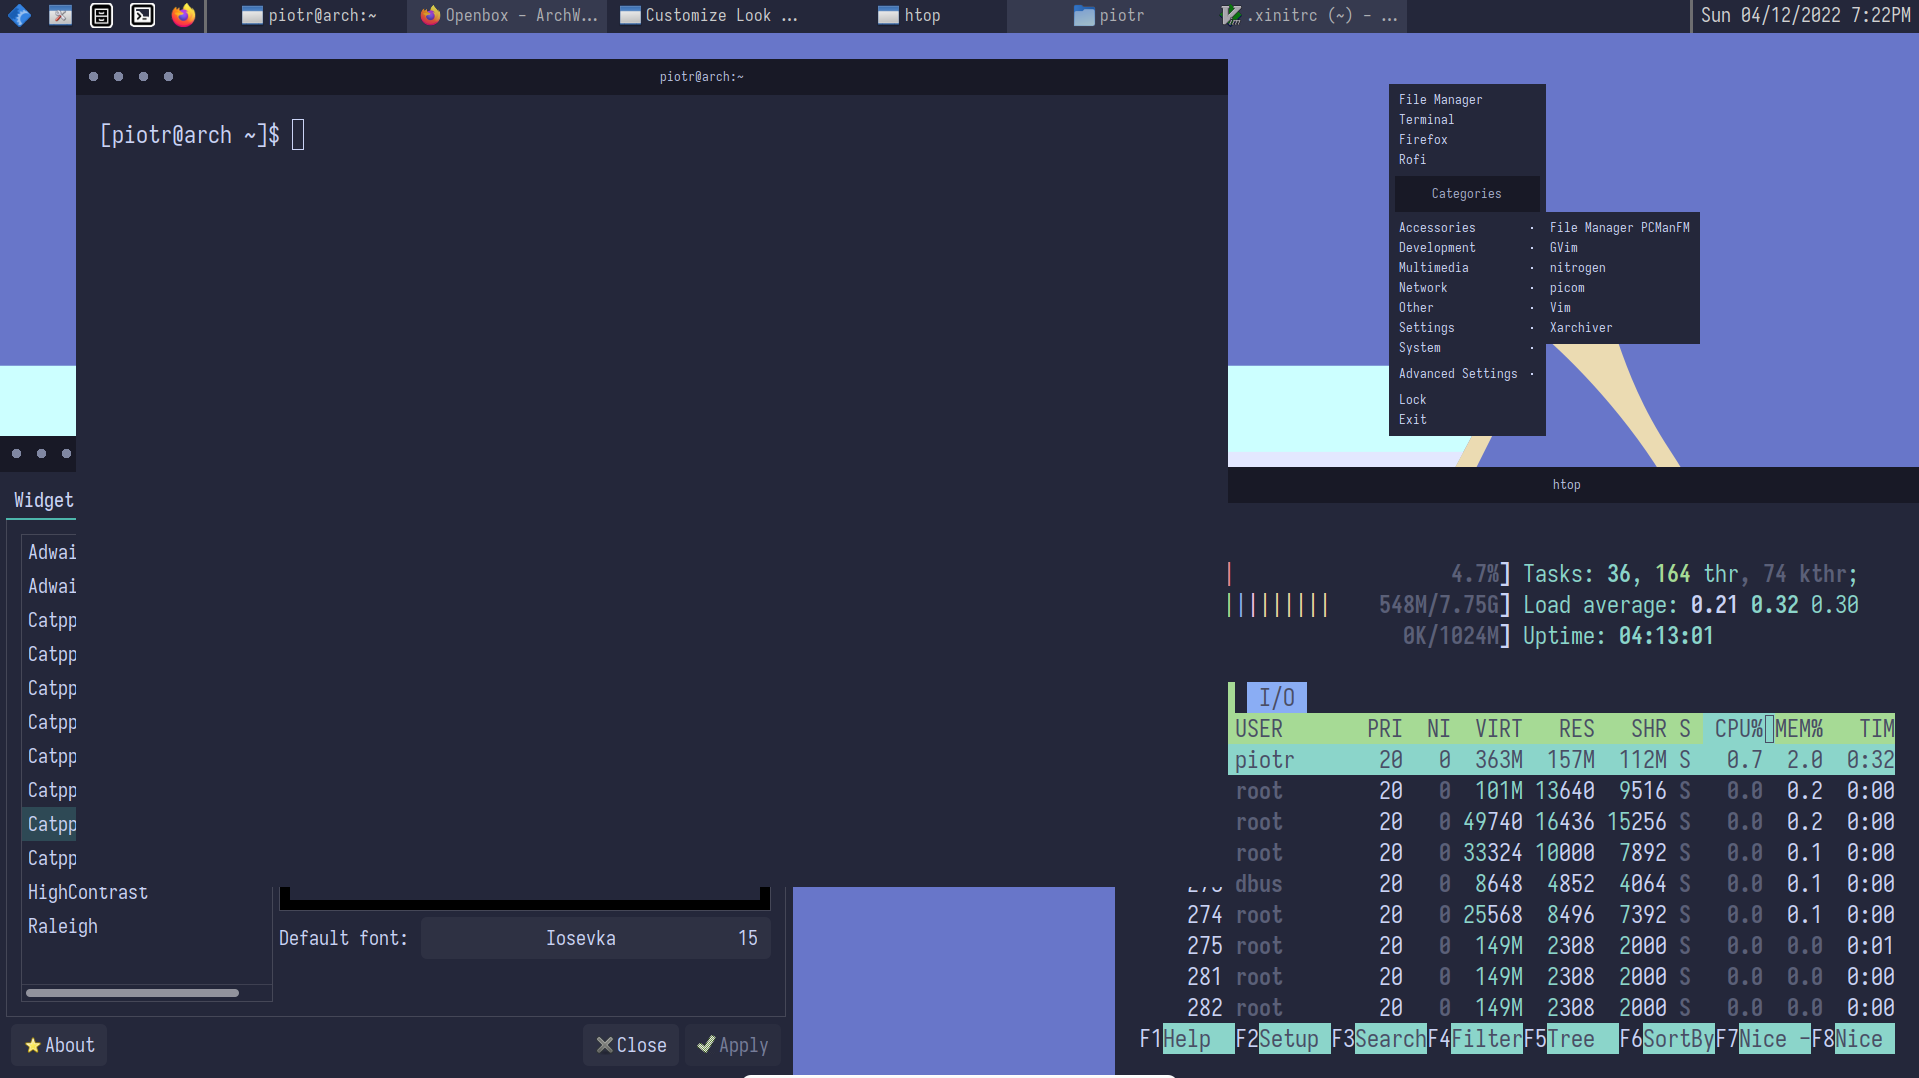 piotr@arch:~
Openbox - ArchW...
Customize Look ...
htop
piotr
.xinitrc (~) - ...
Sun 04/12/2022 7:22PM
piotr@arch:~
[piotr@arch ~]$
File Manager
Terminal
Firefox
Rofi
Categories
Accessories
Development
Multimedia
Network
Other
Settings
System
Advanced Settings
Lock
Exit
File Manager PCManFM
GVim
nitrogen
picom
Vim
Xarchiver
Widget
Adwai
Adwai
Catpp
Catpp
Catpp
Catpp
Catpp
Catpp
Catpp
Catpp
HighContrast
Raleigh
Default font: Iosevka 15
About
Close
Apply
htop
4.7%] Tasks: 36, 164 thr, 74 kthr;
548M/7.75G] Load average: 0.21 0.32 0.30
0K/1024M] Uptime: 04:13:01
I/O
USER PRI NI VIRT RES SHR S CPU% MEM% TIM
piotr 20 0 363M 157M 112M S 0.7 2.0 0:32
root 20 0 101M 13640 9516 S 0.0 0.2 0:00
root 20 0 49740 16436 15256 S 0.0 0.2 0:00
root 20 0 33324 10000 7892 S 0.0 0.1 0:00
dbus 20 0 8648 4852 4064 S 0.0 0.1 0:00
274 root 20 0 25568 8496 7392 S 0.0 0.1 0:00
275 root 20 0 149M 2308 2000 S 0.0 0.0 0:01
281 root 20 0 149M 2308 2000 S 0.0 0.0 0:00
282 root 20 0 149M 2308 2000 S 0.0 0.0 0:00
F1Help F2Setup F3SearchF4FilterF5Tree F6SortByF7Nice -F8Nice